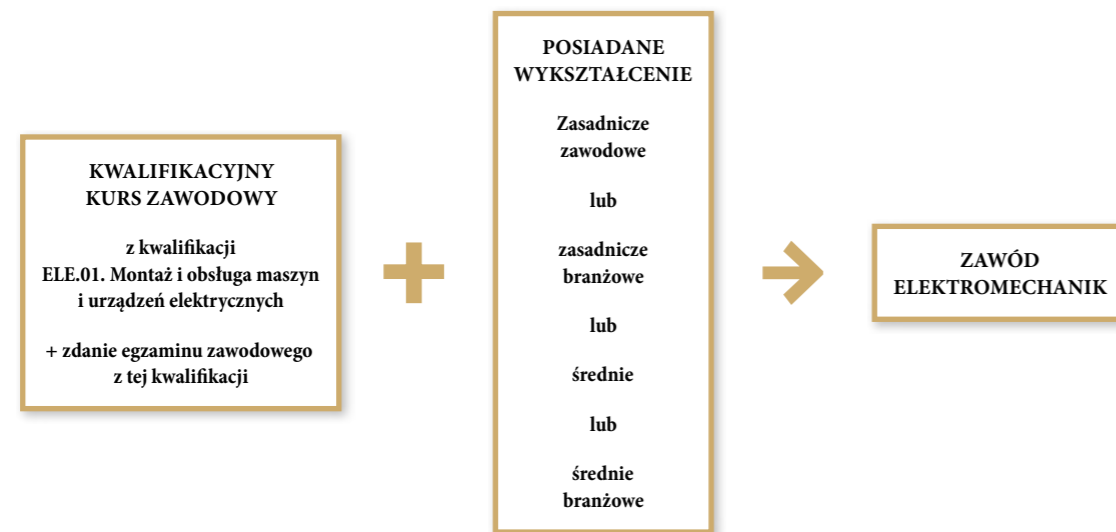 KWALIFIKACYJNY
KURS ZAWODOWY
z kwalifikacji
ELE.01. Montaż i obsługa maszyn
i urządzeń elektrycznych
+ zdanie egzaminu zawodowego
z tej kwalifikacji
POSIADANE
WYKSZTAŁCENIE
Zasadnicze
zawodowe
lub
zasadnicze
branżowe
lub
średnie
lub
średnie
branżowe
ZAWÓD
ELEKTROMECHANIK